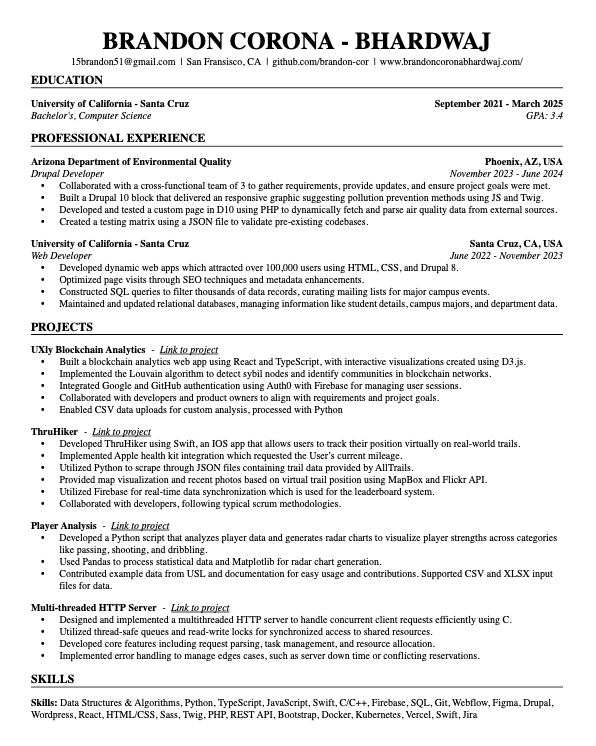 BRANDON CORONA - BHARDWAJ
15brandon51@gmail.com | San Fransisco, CA | github.com/brandon-cor | www.brandoncoronabhardwaj.com/
EDUCATION
University of California - Santa Cruz September 2021 - March 2025
Bachelor's, Computer Science GPA: 3.4
PROFESSIONAL EXPERIENCE
Arizona Department of Environmental Quality Phoenix, AZ, USA
Drupal Developer November 2023 - June 2024
• Collaborated with a cross-functional team of 3 to gather requirements, provide updates, and ensure project goals were met.
• Built a Drupal 10 block that delivered an responsive graphic suggesting pollution prevention methods using JS and Twig.
• Developed and tested a custom page in D10 using PHP to dynamically fetch and parse air quality data from external sources.
• Created a testing matrix using a JSON file to validate pre-existing codebases.
University of California - Santa Cruz Santa Cruz, CA, USA
Web Developer June 2022 - November 2023
• Developed dynamic web apps which attracted over 100,000 users using HTML, CSS, and Drupal 8.
• Optimized page visits through SEO techniques and metadata enhancements.
• Constructed SQL queries to filter thousands of data records, curating mailing lists for major campus events.
• Maintained and updated relational databases, managing information like student details, campus majors, and department data.
PROJECTS
UXly Blockchain Analytics - Link to project
• Built a blockchain analytics web app using React and TypeScript, with interactive visualizations created using D3.js.
• Implemented the Louvain algorithm to detect sybil nodes and identify communities in blockchain networks.
• Integrated Google and GitHub authentication using Auth0 with Firebase for managing user sessions.
• Collaborated with developers and product owners to align with requirements and project goals.
• Enabled CSV data uploads for custom analysis, processed with Python
ThruHiker - Link to project
• Developed ThruHiker using Swift, an IOS app that allows users to track their position virtually on real-world trails.
• Implemented Apple health kit integration which requested the User's current mileage.
• Utilized Python to scrape through JSON files containing trail data provided by AllTrails.
• Provided map visualization and recent photos based on virtual trail position using MapBox and Flickr API.
• Utilized Firebase for real-time data synchronization which is used for the leaderboard system.
• Collaborated with developers, following typical scrum methodologies.
Player Analysis - Link to project
• Developed a Python script that analyzes player data and generates radar charts to visualize player strengths across categories
like passing, shooting, and dribbling.
• Used Pandas to process statistical data and Matplotlib for radar chart generation.
• Contributed example data from USL and documentation for easy usage and contributions. Supported CSV and XLSX input
files for data.
Multi-threaded HTTP Server - Link to project
• Designed and implemented a multithreaded HTTP server to handle concurrent client requests efficiently using C.
• Utilized thread-safe queues and read-write locks for synchronized access to shared resources.
• Developed core features including request parsing, task management, and resource allocation.
• Implemented error handling to manage edges cases, such as server down time or conflicting reservations.
SKILLS
Skills: Data Structures & Algorithms, Python, TypeScript, JavaScript, Swift, C/C++, Firebase, SQL, Git, Webflow, Figma, Drupal,
Wordpress, React, HTML/CSS, Sass, Twig, PHP, REST API, Bootstrap, Docker, Kubernetes, Vercel, Swift, Jira